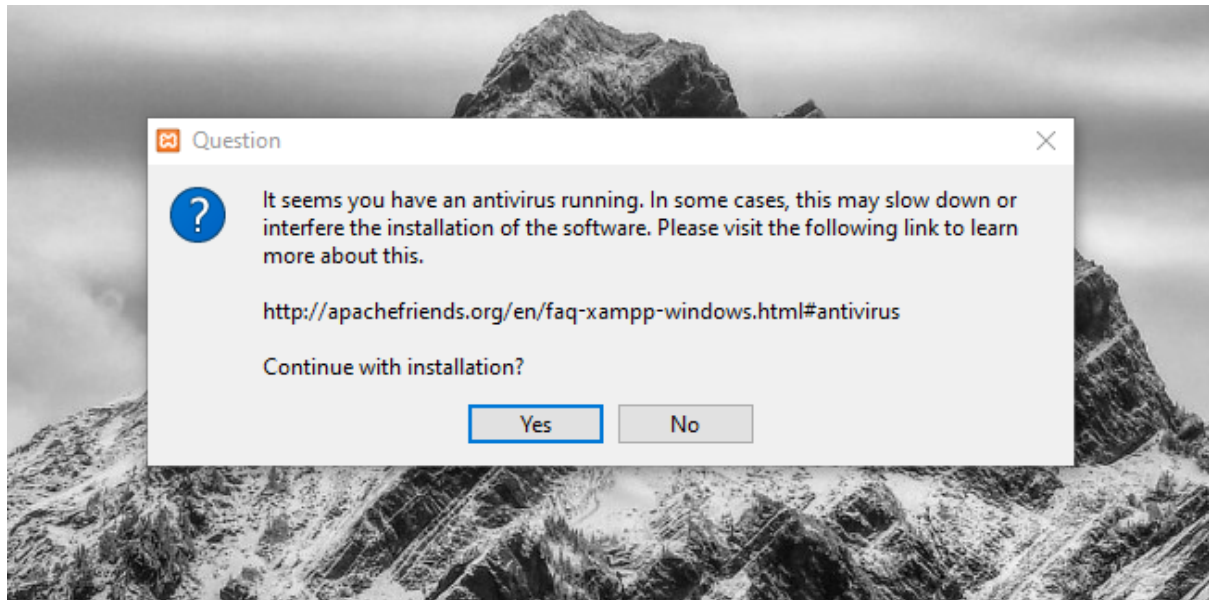 Question
It seems you have an antivirus running. In some cases, this may slow down or
interfere the installation of the software. Please visit the following link to learn
more about this.
http://apachefriends.org/en/faq-xampp-windows.html#antivirus
Continue with installation?
Yes No